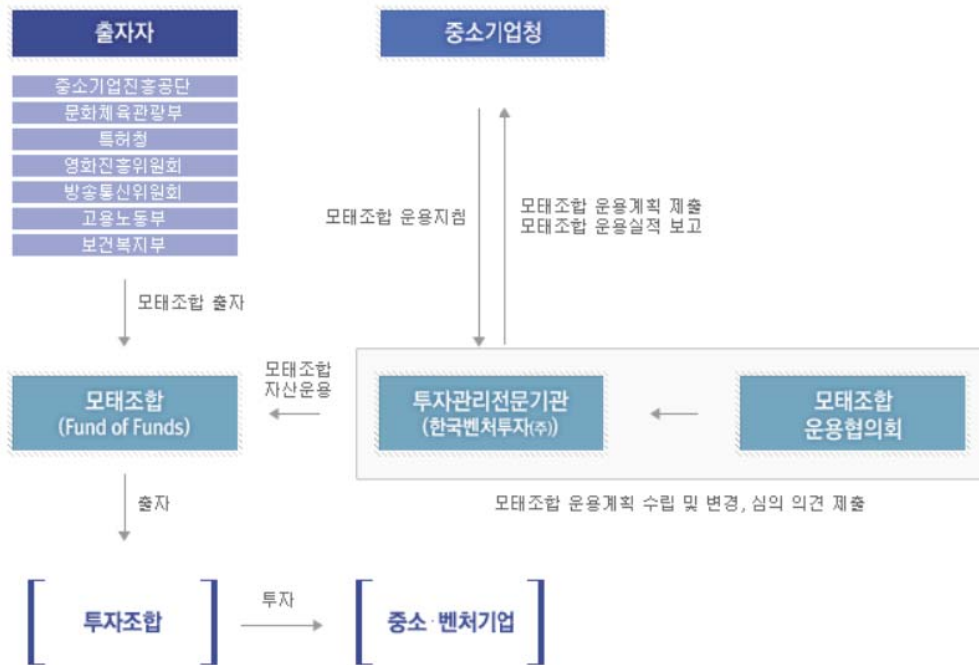 출자자
중소기업청
중소기업진흥공단
문화체육관광부
특허청
영화진흥위원회
방송통신위원회
고용노동부
보건복지부
모태조합 운용지침
모태조합 운용계획 제출
모태조합 운용실적 보고
모태조합 출자
모태조합
자산운용
모태조합
(Fund of Funds)
투자관리전문기관
(한국벤처투자(주))
모태조합
운용협의회
출자
모태조합 운용계획 수립 및 변경, 심의 의견 제출
투자조합
투자
중소·벤처기업